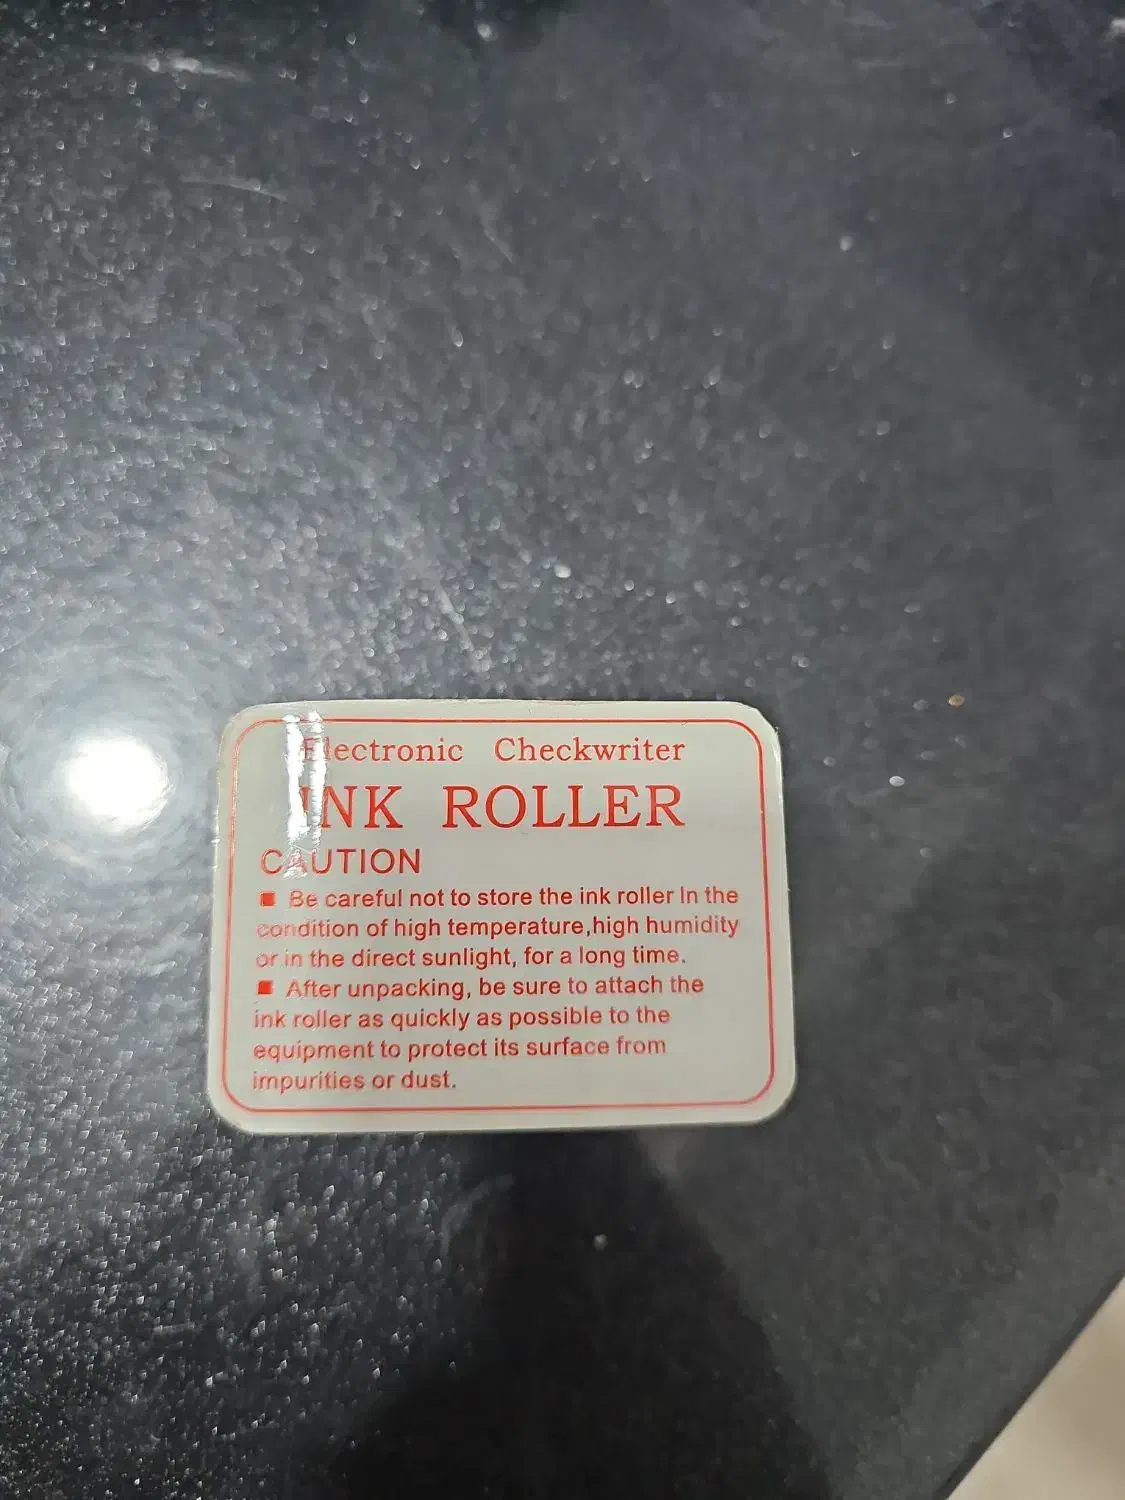 Electronic Checkwriter
INK ROLLER
CAUTION
■ Be careful not to store the ink roller In the
condition of high temperature,high humidity
or in the direct sunlight, for a long time.
■ After unpacking, be sure to attach the
ink roller as quickly as possible to the
equipment to protect its surface from
impurities or dust.